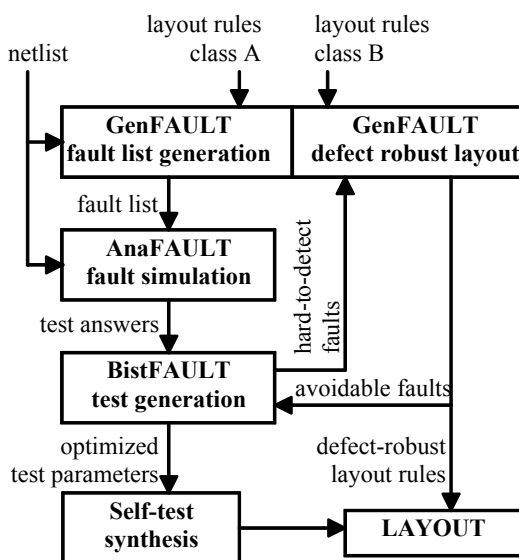 layout rules
class A
layout rules
class B
netlist
GenFAULT
fault list generation
GenFAULT
defect robust layout
fault list
AnaFAULT
fault simulation
hard-to-detect
faults
test answers
BistFAULT
test generation
avoidable faults
optimized
test parameters
defect-robust
layout rules
Self-test
synthesis
LAYOUT